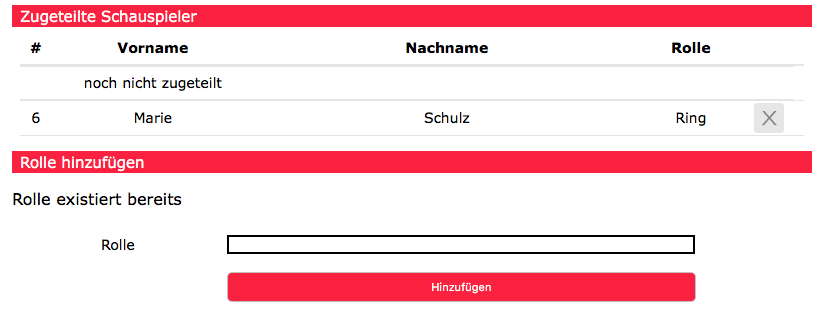 Zugeteilte Schauspieler
# Vorname Nachname Rolle
noch nicht zugeteilt
6 Marie Schulz Ring X
Rolle hinzufügen
Rolle existiert bereits
Rolle
Hinzufügen